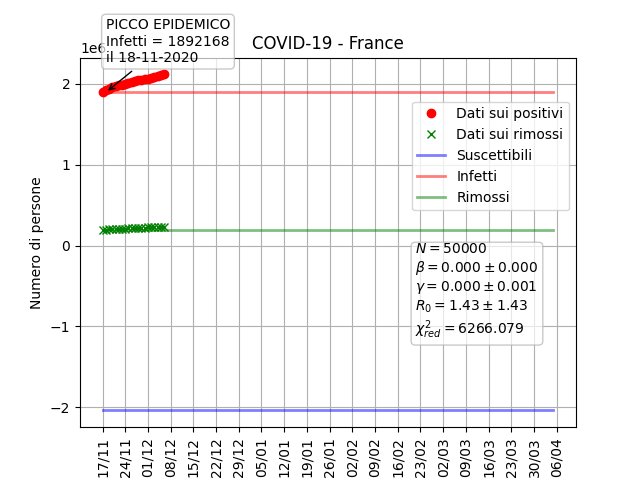 PICCO EPIDEMICO
Infetti = 1892168
il 18-11-2020
1e6
COVID-19 - France
Numero di persone
2
1
0
−1
−2
Dati sui positivi
Dati sui rimossi
Suscettibili
Infetti
Rimossi
N = 50000
β = 0.000 ± 0.000
γ = 0.000 ± 0.001
R₀ = 1.43 ± 1.43
χ²red = 6266.079
17/11
24/11
01/12
08/12
15/12
22/12
29/12
05/01
12/01
19/01
26/01
02/02
09/02
16/02
23/02
02/03
09/03
16/03
23/03
30/03
06/04